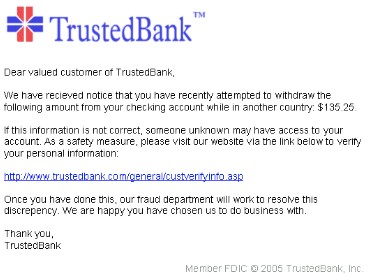 TrustedBank™
Dear valued customer of TrustedBank,
We have recieved notice that you have recently attempted to withdraw the
following amount from your checking account while in another country: $135.25.
If this information is not correct, someone unknown may have access to your
account. As a safety measure, please visit our website via the link below to verify
your personal information:
http://www.trustedbank.com/general/custverifyinfo.asp
Once you have done this, our fraud department will work to resolve this
discrepency. We are happy you have chosen us to do business with.
Thank you,
TrustedBank
Member FDIC © 2005 TrustedBank, Inc.